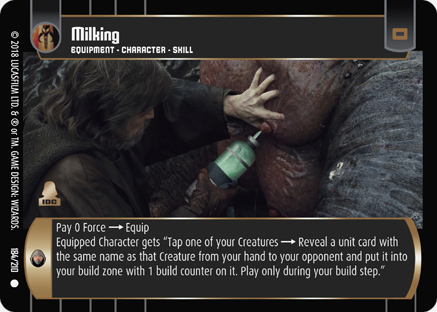 Milking
EQUIPMENT - CHARACTER - SKILL
IDC
Pay 0 Force → Equip
Equipped Character gets "Tap one of your Creatures → Reveal a unit card with
the same name as that Creature from your hand to your opponent and put it into
your build zone with 1 build counter on it. Play only during your build step."
© 2018 LUCASFILM LTD. & ® OR TM. GAME DESIGN: WIZARDS.
184/210